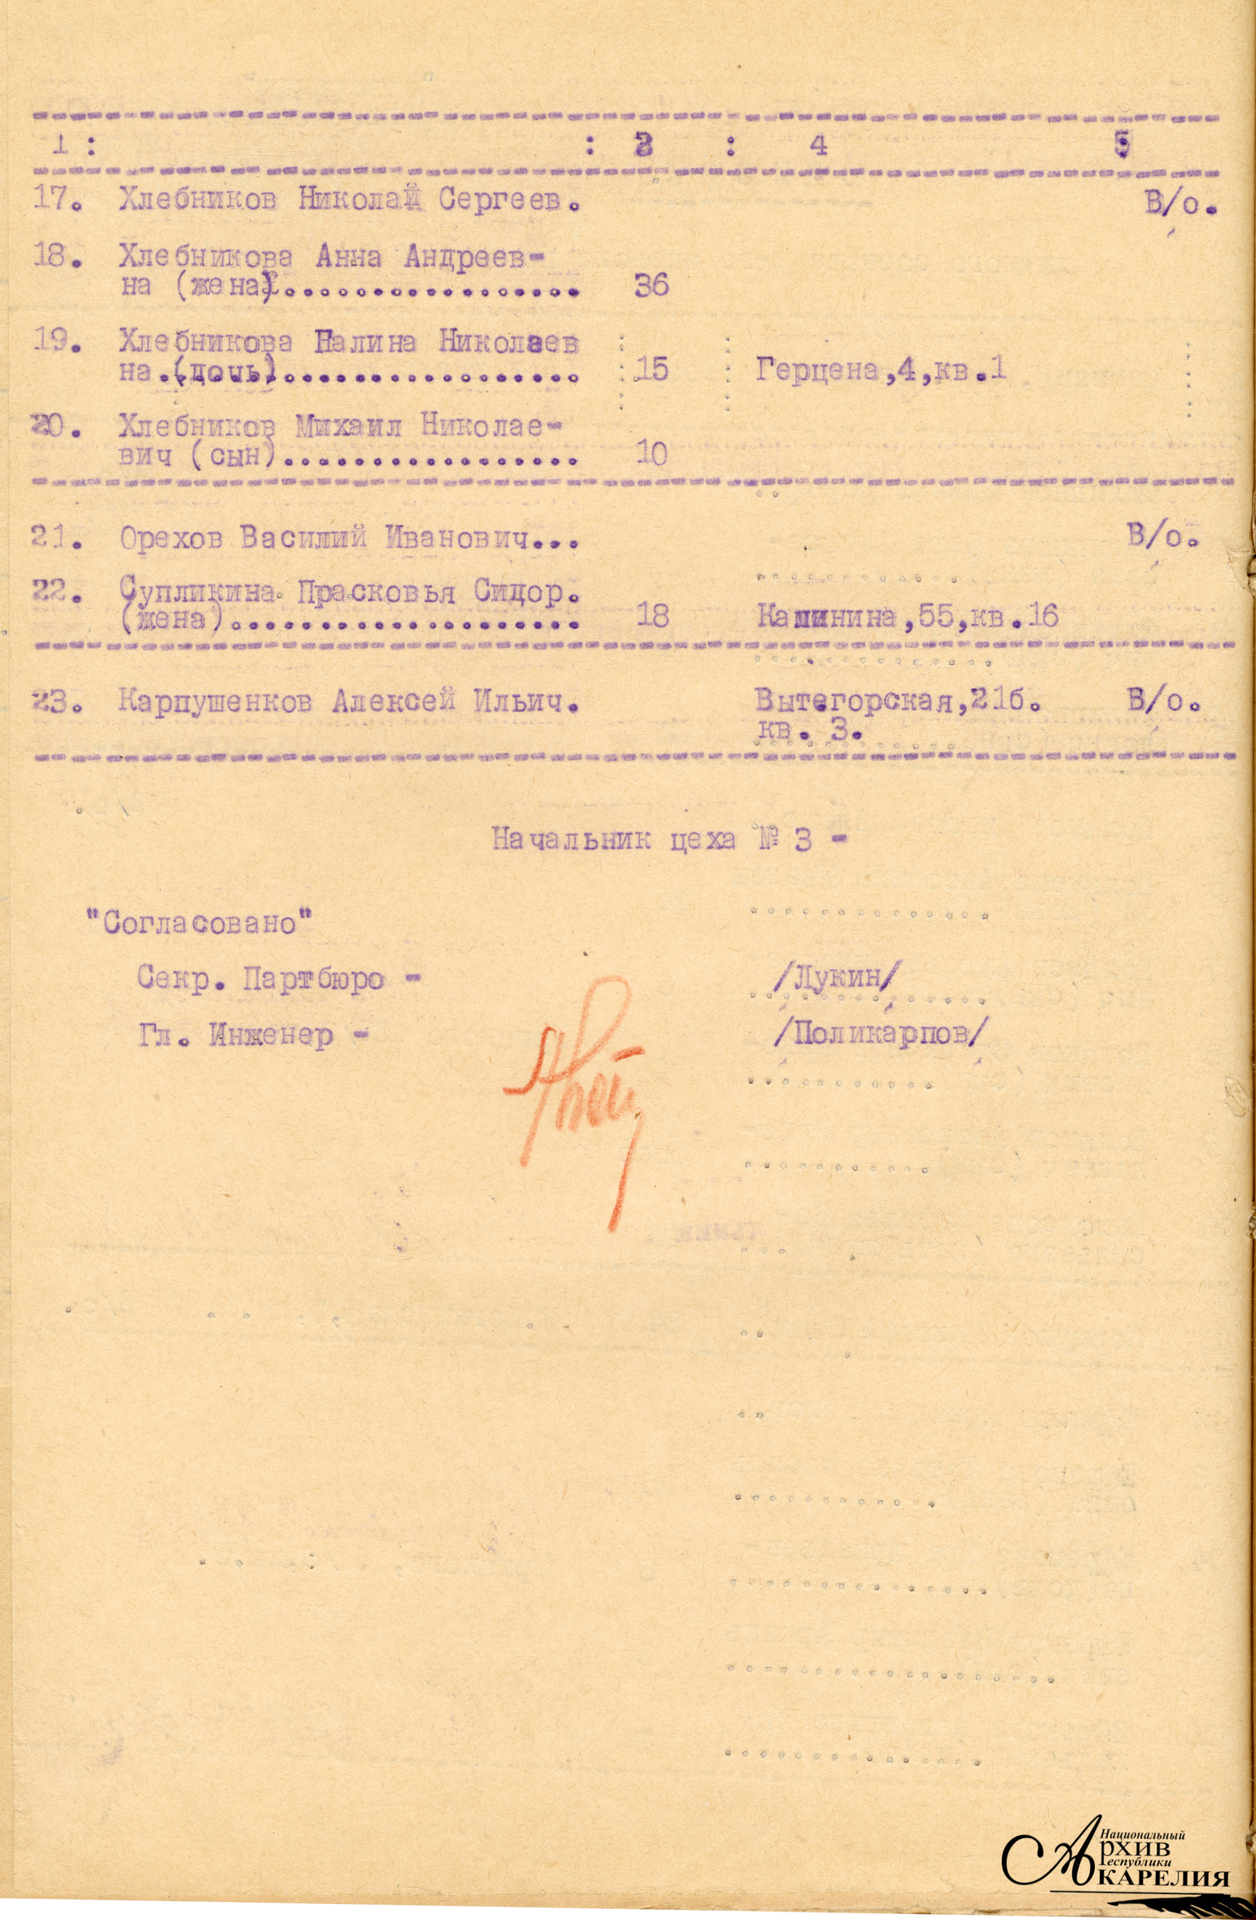 1 : : 3 : 4 5
17. Хлебников Николай Сергеев. В/о.
18. Хлебникова Анна Андреев-
на (жена).................. 36
19. Хлебникова Галина Николаев
на.(дочь).................. :15 : Герцена,4,кв.1
20. Хлебников Михаил Николае-
вич (сын)................. 10
21. Орехов Василий Иванович... В/о.
22. Супликина Прасковья Сидор.
(жена).................... 18 Калинина,55,кв.16
23. Карпушенков Алексей Ильич. Вытегорская,21б. В/о.
кв. 3.
Начальник цеха № 3 -
"Согласовано"
Секр. Партбюро - /Лукин/
Гл. Инженер - /Поликарпов/
Национальный
Архив
Республики
КАРЕЛИЯ